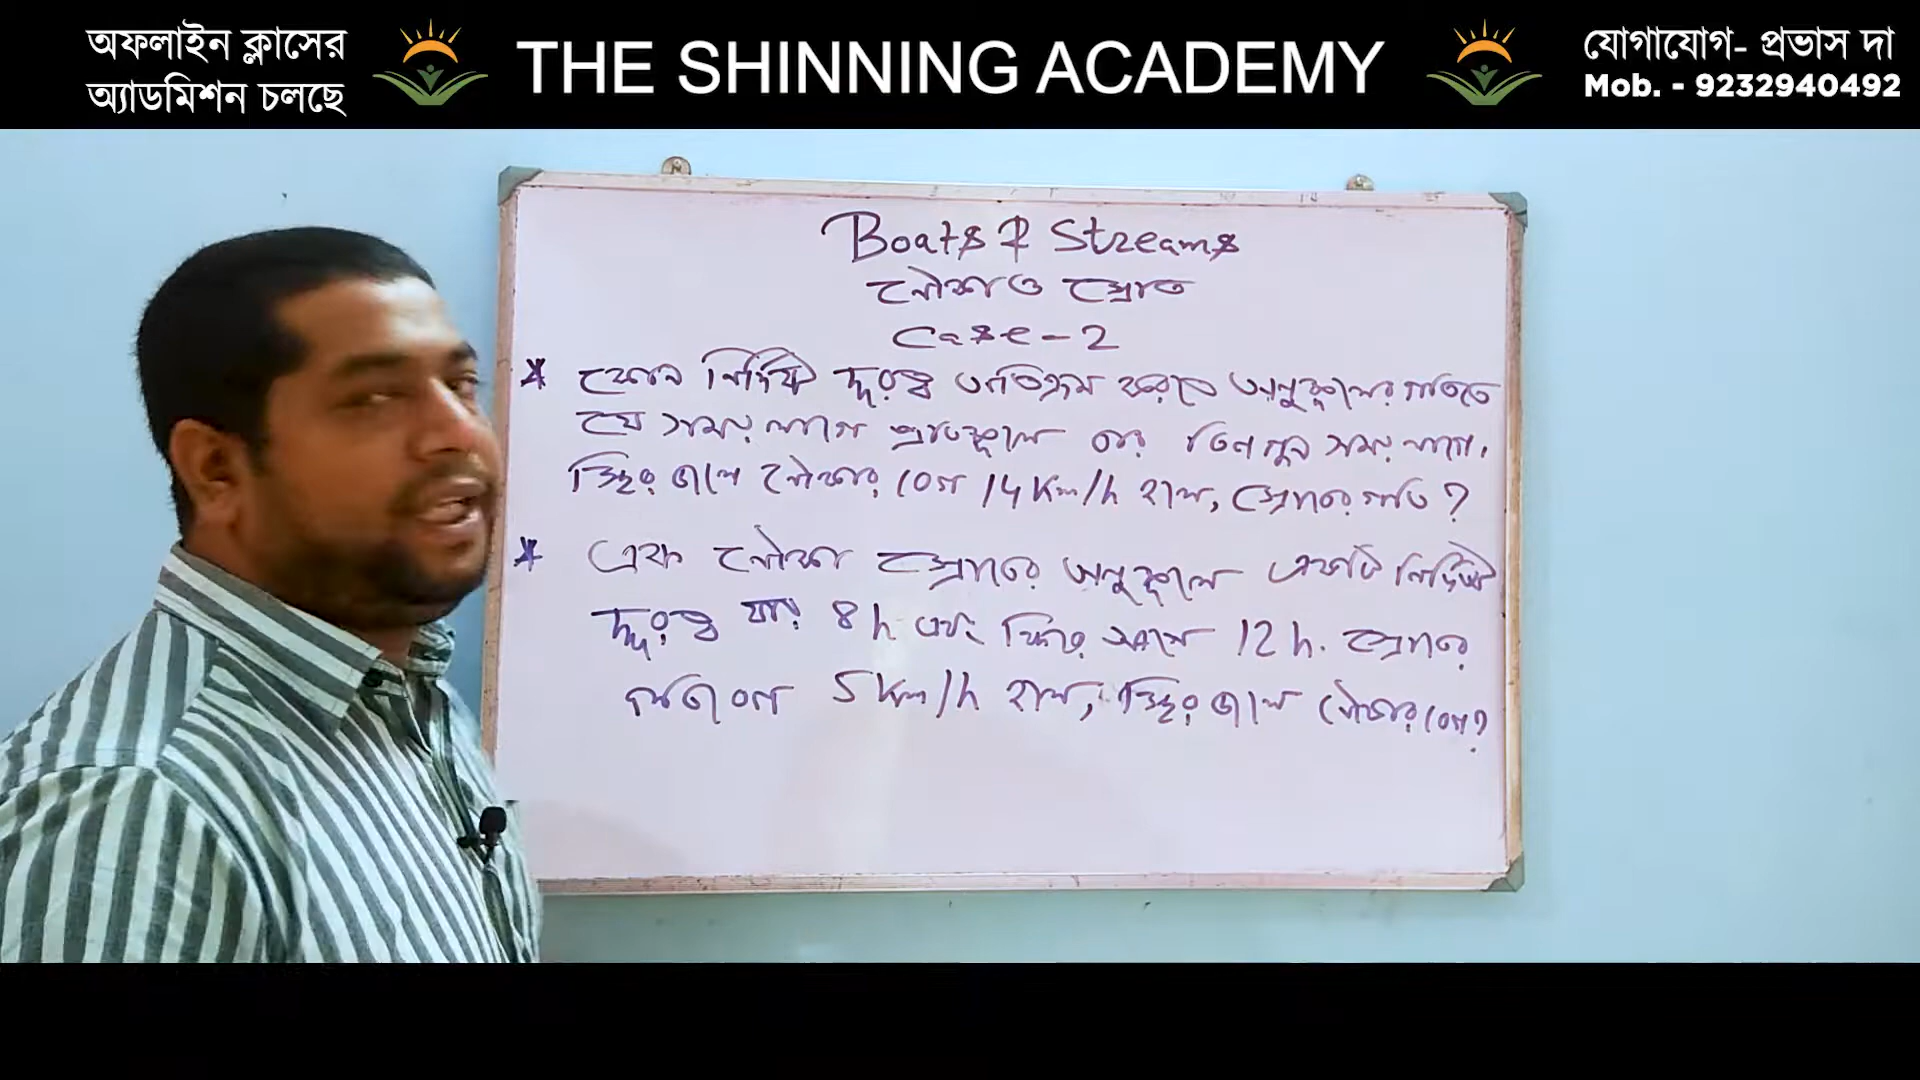 অফলাইন ক্লাসের
অ্যাডমিশন চলছে
THE SHINNING ACADEMY
যোগাযোগ- প্রভাস দা
Mob. - 9232940492
Boats & Streams
নৌকা ও স্রোত
Case - 2
* কোন নির্দিষ্ট দূরত্ব অতিক্রম করতে অনুকূলের গতিতে
যে সময় লাগে প্রতিকূলে তার তিন গুন সময় লাগে।
স্থির জলে নৌকার বেগ 14 Km/h হলে, স্রোতের গতি ?
* এক নৌকা স্রোতের অনুকূলে একটি নির্দিষ্ট
দূরত্ব যায় 8 h এবং ফিরে আসে 12 h. স্রোতের
গতিবেগ 5 Km/h হলে, স্থির জলে নৌকার বেগ?